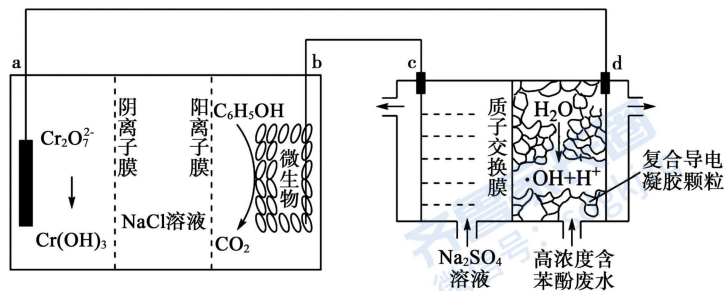 a
b
c
d
Cr₂O₇²⁻
Cr(OH)₃
阴离子膜
NaCl溶液
阳离子膜
C₆H₅OH
CO₂
微生物
质子交换膜
H₂O
·OH+H⁺
复合导电
凝胶颗粒
Na₂SO₄
溶液
高浓度含
苯酚废水